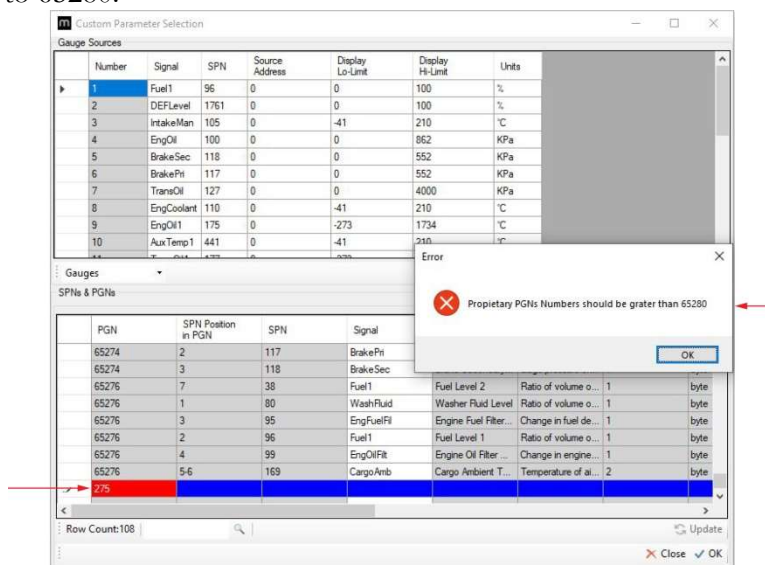 to 65280.
m Custom Parameter Selection
Gauge Sources
Number Signal SPN Source Address Display Lo-Limit Display Hi-Limit Units
1 Fuel1 96 0 0 100 %
2 DEFLevel 1761 0 0 100 %
3 IntakeMan 105 0 -41 210 °C
4 EngOil 100 0 0 862 KPa
5 BrakeSec 118 0 0 552 KPa
6 BrakePri 117 0 0 552 KPa
7 TransOil 127 0 0 4000 KPa
8 EngCoolant 110 0 -41 210 °C
9 EngOil1 175 0 -273 1734 °C
10 AuxTemp1 441 0 -41 210 °C
Error
Gauges
Propietary PGNs Numbers should be grater than 65280
OK
SPNs & PGNs
PGN SPN Position in PGN SPN Signal
65274 2 117 BrakePri
65274 3 118 BrakeSec
65276 7 38 Fuel1 Fuel Level 2 Ratio of volume o... 1 byte
65276 1 80 WashFluid Washer Fluid Level Ratio of volume o... 1 byte
65276 3 95 EngFuelFil Engine Fuel Filter... Change in fuel de... 1 byte
65276 2 96 Fuel1 Fuel Level 1 Ratio of volume o... 1 byte
65276 4 99 EngOilFilt Engine Oil Filter ... Change in engine... 1 byte
65276 5-6 169 CargoAmb Cargo Ambient T... Temperature of ai... 2 byte
275
Row Count:108 Update
Close OK